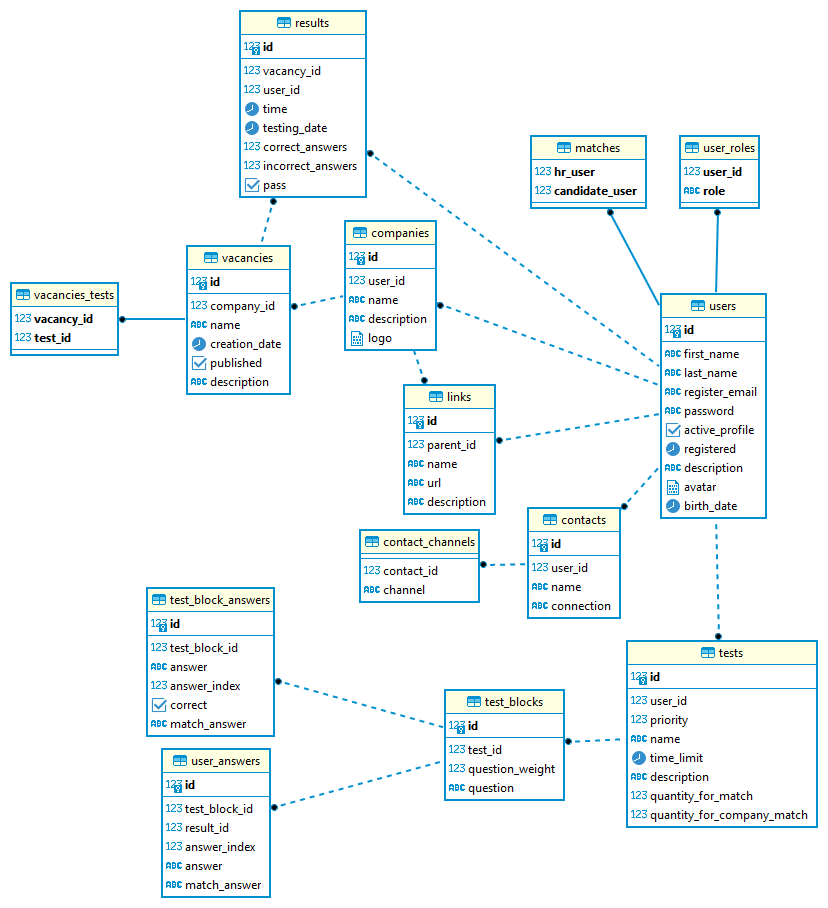 results
123 id
123 vacancy_id
123 user_id
time
testing_date
123 correct_answers
123 incorrect_answers
pass
matches
123 hr_user
123 candidate_user
user_roles
123 user_id
ABC role
companies
123 id
123 user_id
ABC name
ABC description
logo
vacancies
123 id
123 company_id
ABC name
creation_date
published
ABC description
vacancies_tests
123 vacancy_id
123 test_id
users
123 id
ABC first_name
ABC last_name
ABC register_email
ABC password
active_profile
registered
ABC description
avatar
birth_date
links
123 id
123 parent_id
ABC name
ABC url
ABC description
contacts
123 id
123 user_id
ABC name
ABC connection
contact_channels
123 contact_id
ABC channel
test_block_answers
123 id
123 test_block_id
ABC answer
123 answer_index
correct
ABC match_answer
tests
123 id
123 user_id
123 priority
ABC name
time_limit
ABC description
123 quantity_for_match
123 quantity_for_company_match
test_blocks
123 id
123 test_id
123 question_weight
ABC question
user_answers
123 id
123 test_block_id
123 result_id
123 answer_index
ABC answer
ABC match_answer